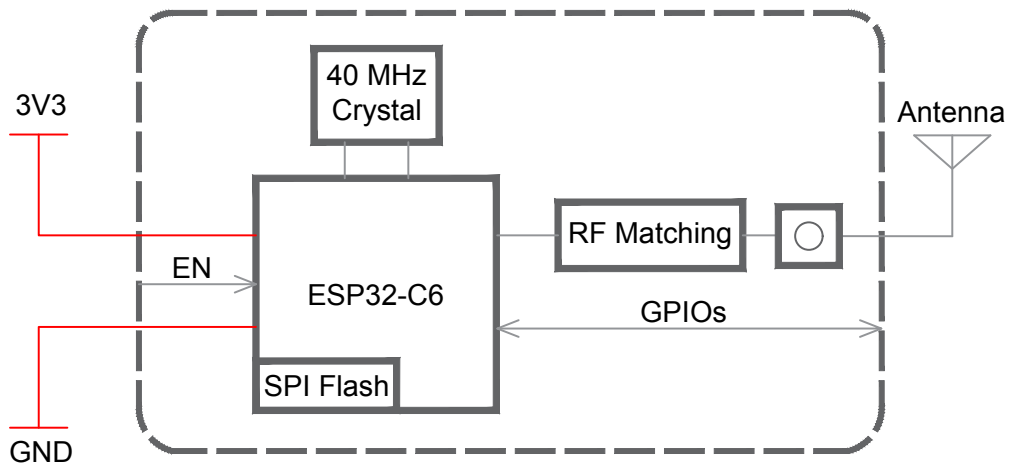 40 MHz
Crystal
3V3
Antenna
RF Matching
EN
ESP32-C6
GPIOs
SPI Flash
GND